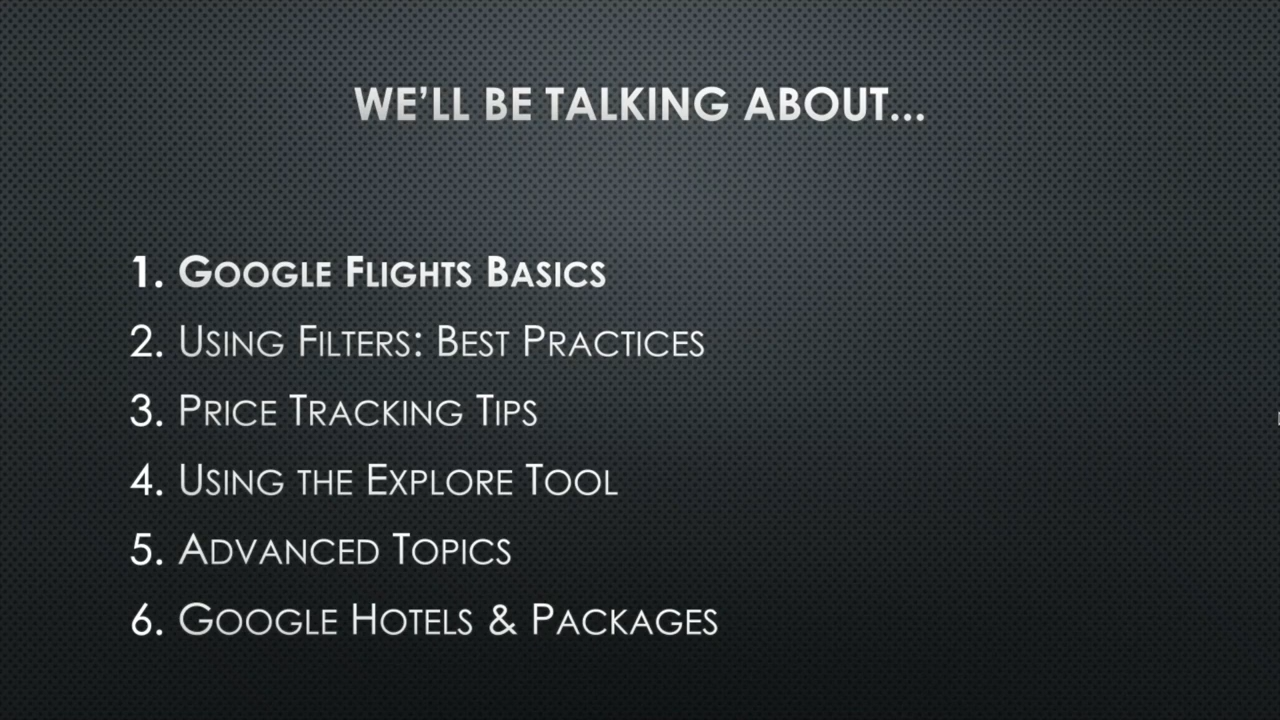 WE'LL BE TALKING ABOUT...
1. GOOGLE FLIGHTS BASICS
2. USING FILTERS: BEST PRACTICES
3. PRICE TRACKING TIPS
4. USING THE EXPLORE TOOL
5. ADVANCED TOPICS
6. GOOGLE HOTELS & PACKAGES